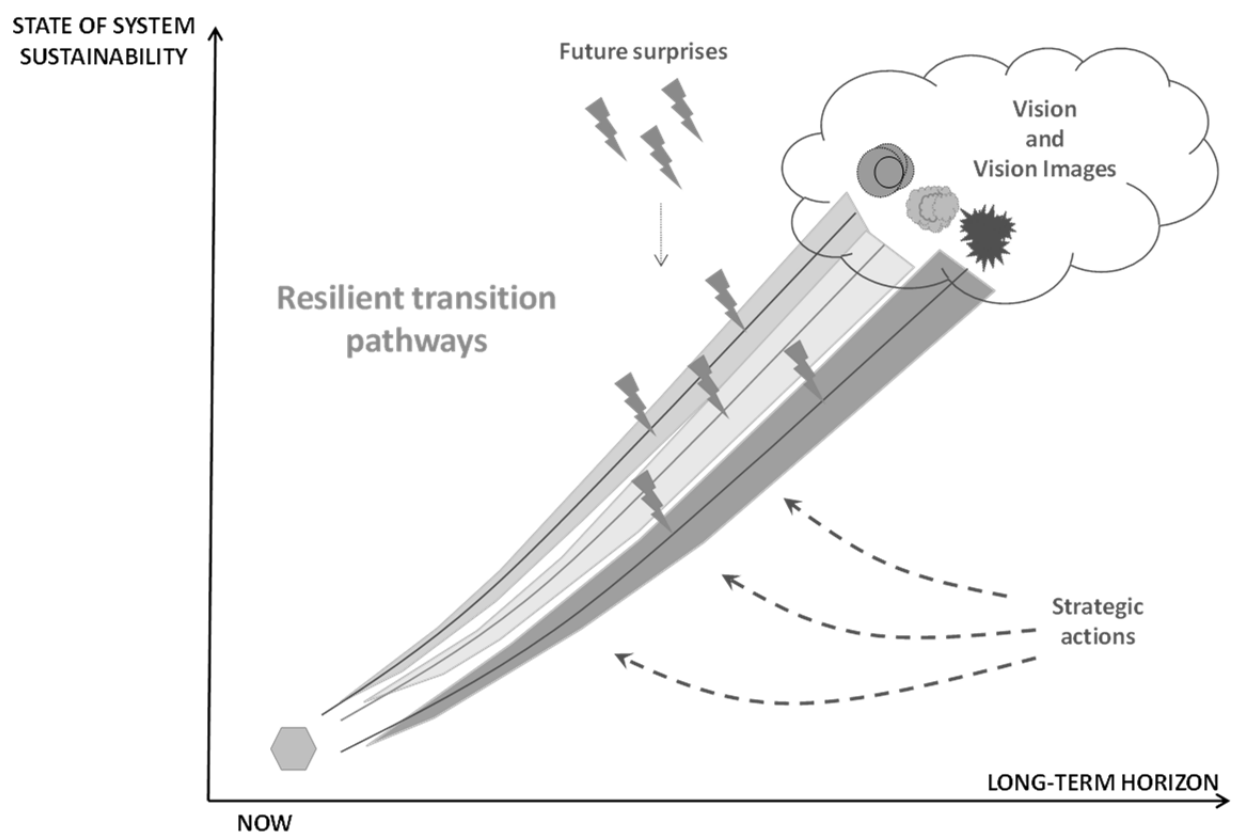 STATE OF SYSTEM
SUSTAINABILITY
Future surprises
Vision
and
Vision Images
Resilient transition
pathways
Strategic
actions
LONG-TERM HORIZON
NOW